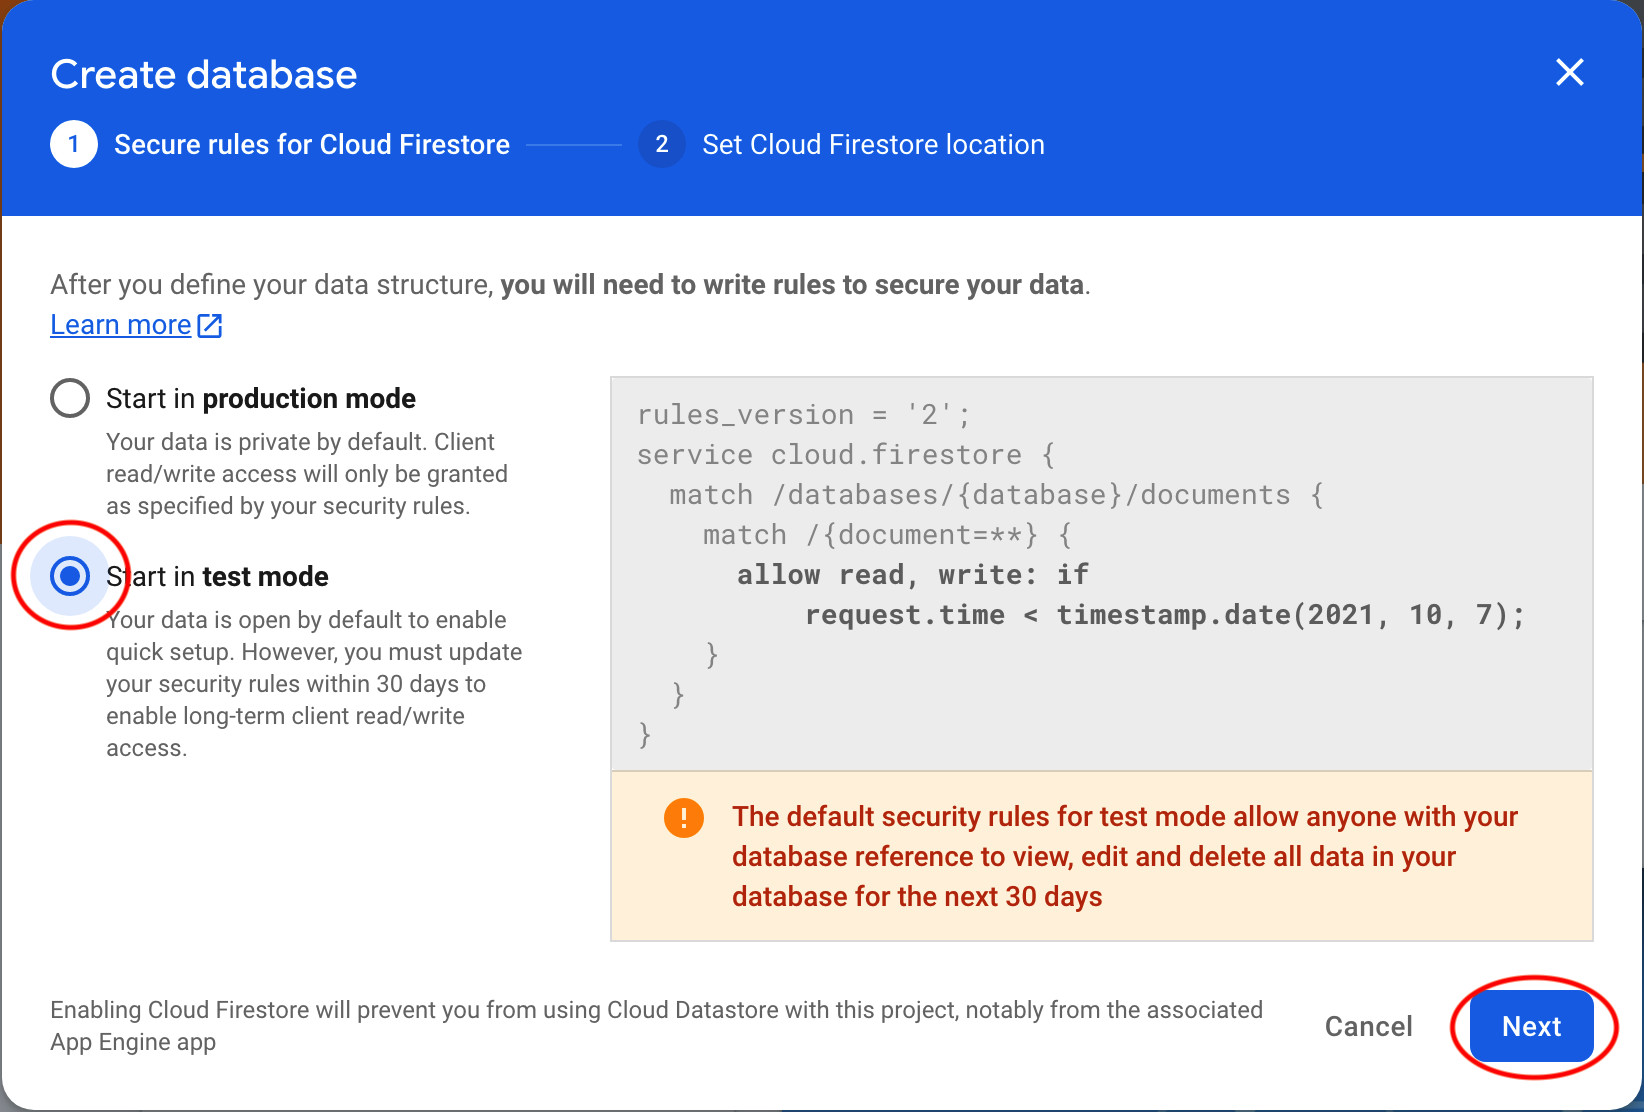 Create database
1 Secure rules for Cloud Firestore 2 Set Cloud Firestore location
After you define your data structure, you will need to write rules to secure your data.
Learn more
Start in production mode
Your data is private by default. Client
read/write access will only be granted
as specified by your security rules.
Start in test mode
Your data is open by default to enable
quick setup. However, you must update
your security rules within 30 days to
enable long-term client read/write
access.
rules_version = '2';
service cloud.firestore {
  match /databases/{database}/documents {
    match /{document=**} {
      allow read, write: if
          request.time < timestamp.date(2021, 10, 7);
    }
  }
}
! The default security rules for test mode allow anyone with your
database reference to view, edit and delete all data in your
database for the next 30 days
Enabling Cloud Firestore will prevent you from using Cloud Datastore with this project, notably from the associated
App Engine app
Cancel Next